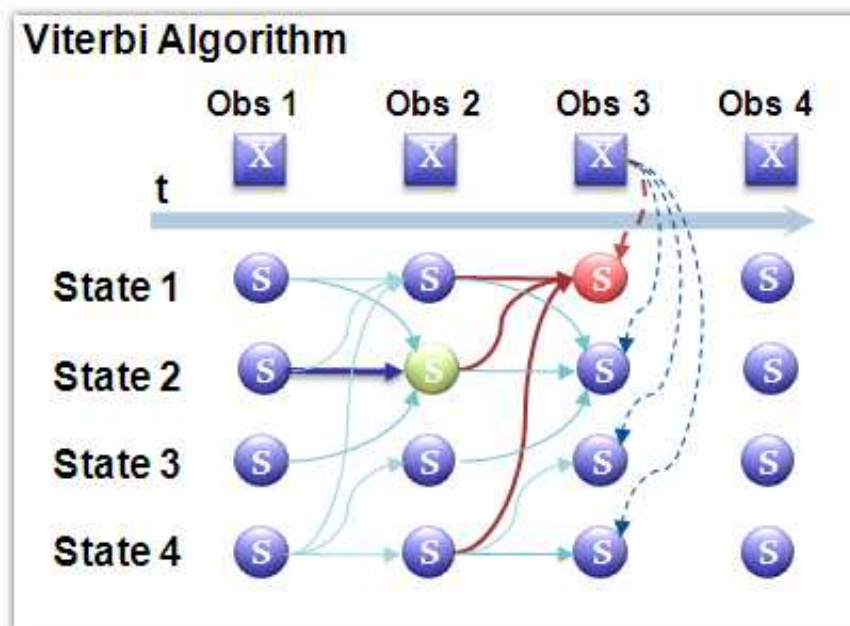 Viterbi Algorithm
Obs 1 Obs 2 Obs 3 Obs 4
X X X X
t
State 1 S S S S
State 2 S S S S
State 3 S S S S
State 4 S S S S